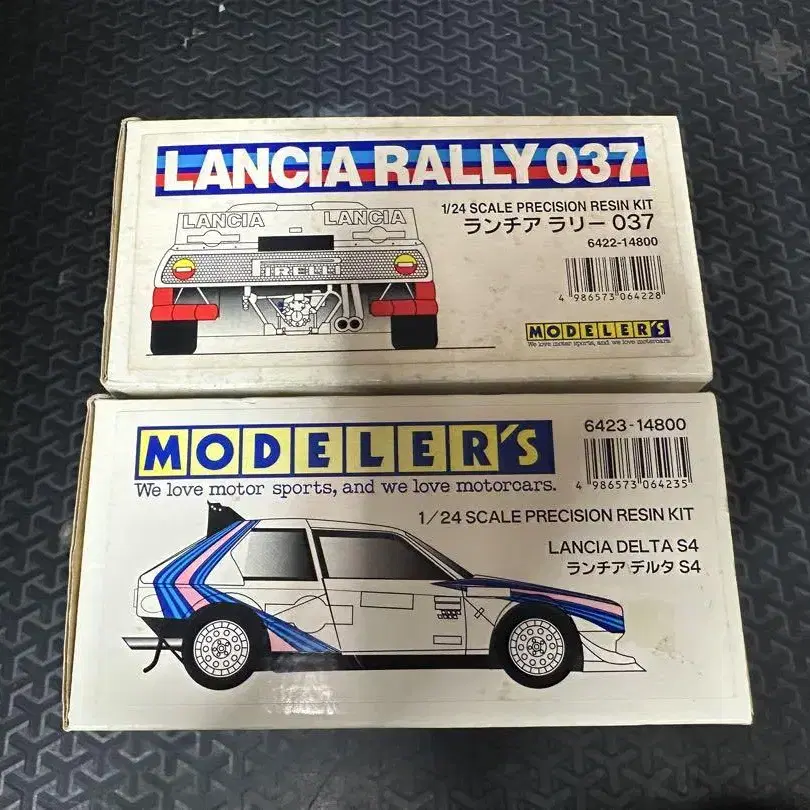 LANCIA RALLY 037
1/24 SCALE PRECISION RESIN KIT
ランチア ラリー 037
6422-14800
LANCIA LANCIA
PIRELLI
4 986573 064228
MODELER'S
We love motor sports, and we love motorcars.
MODELER'S
We love motor sports, and we love motorcars.
6423-14800
4 986573 064235
1/24 SCALE PRECISION RESIN KIT
LANCIA DELTA S4
ランチア デルタ S4